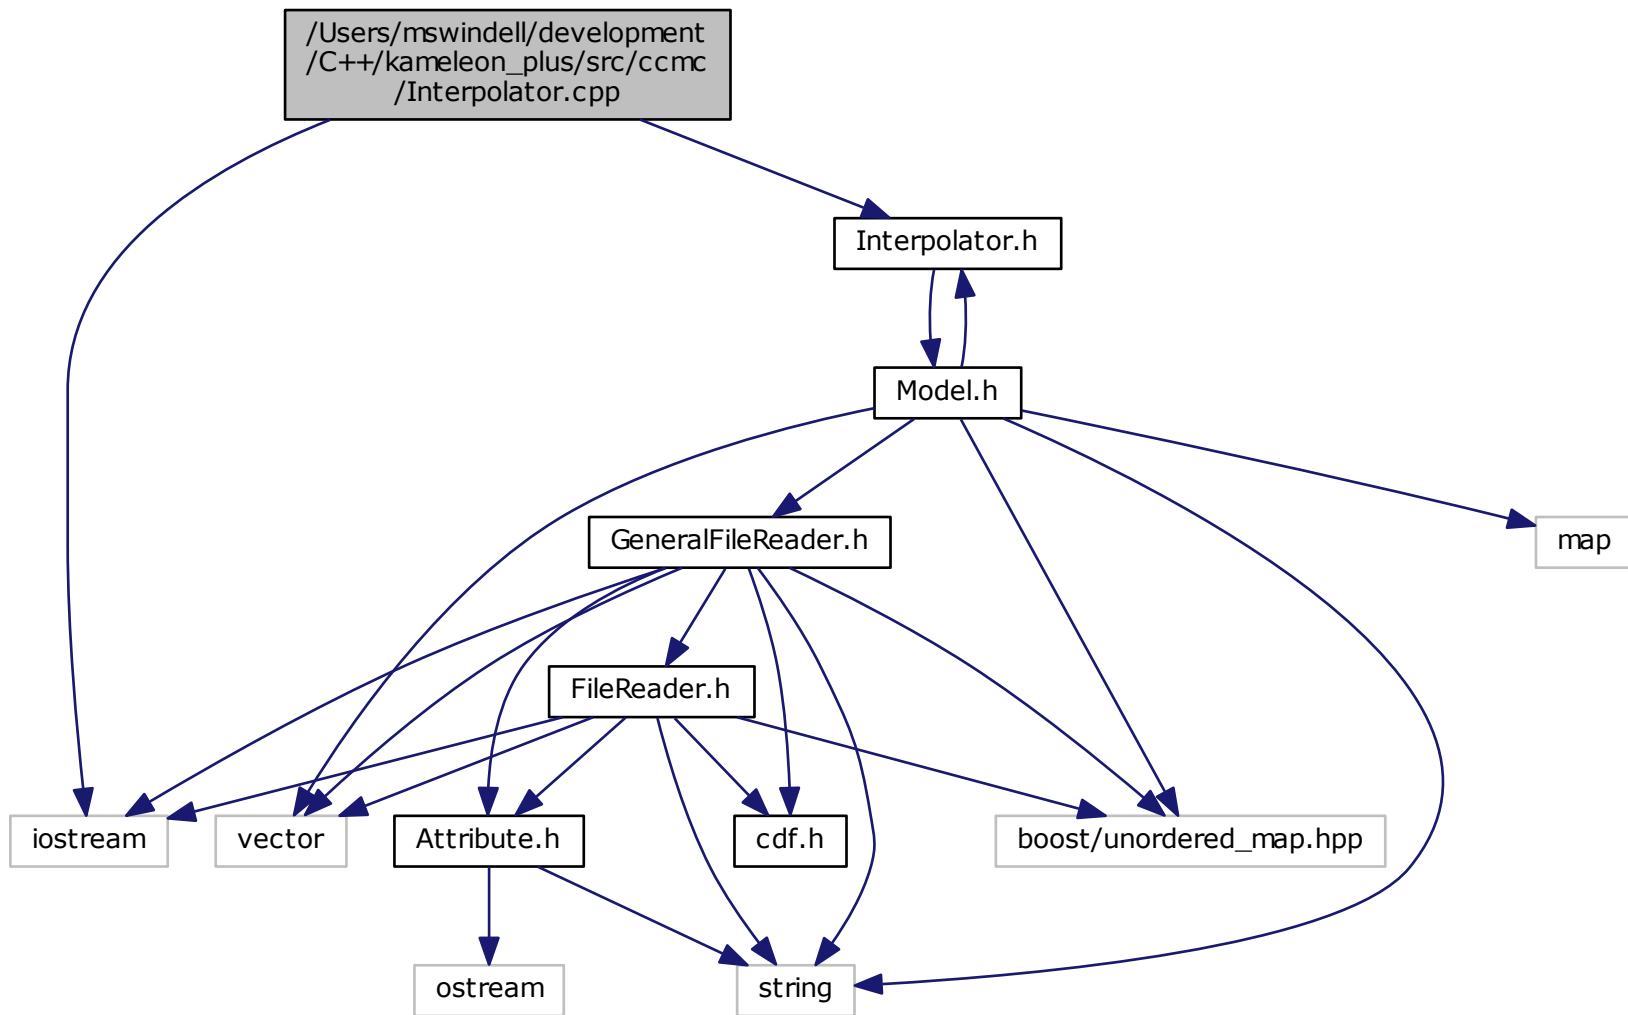 /Users/mswindell/development
/C++/kameleon_plus/src/ccmc
/Interpolator.cpp
Interpolator.h
Model.h
GeneralFileReader.h
map
FileReader.h
iostream
vector
Attribute.h
cdf.h
boost/unordered_map.hpp
ostream
string